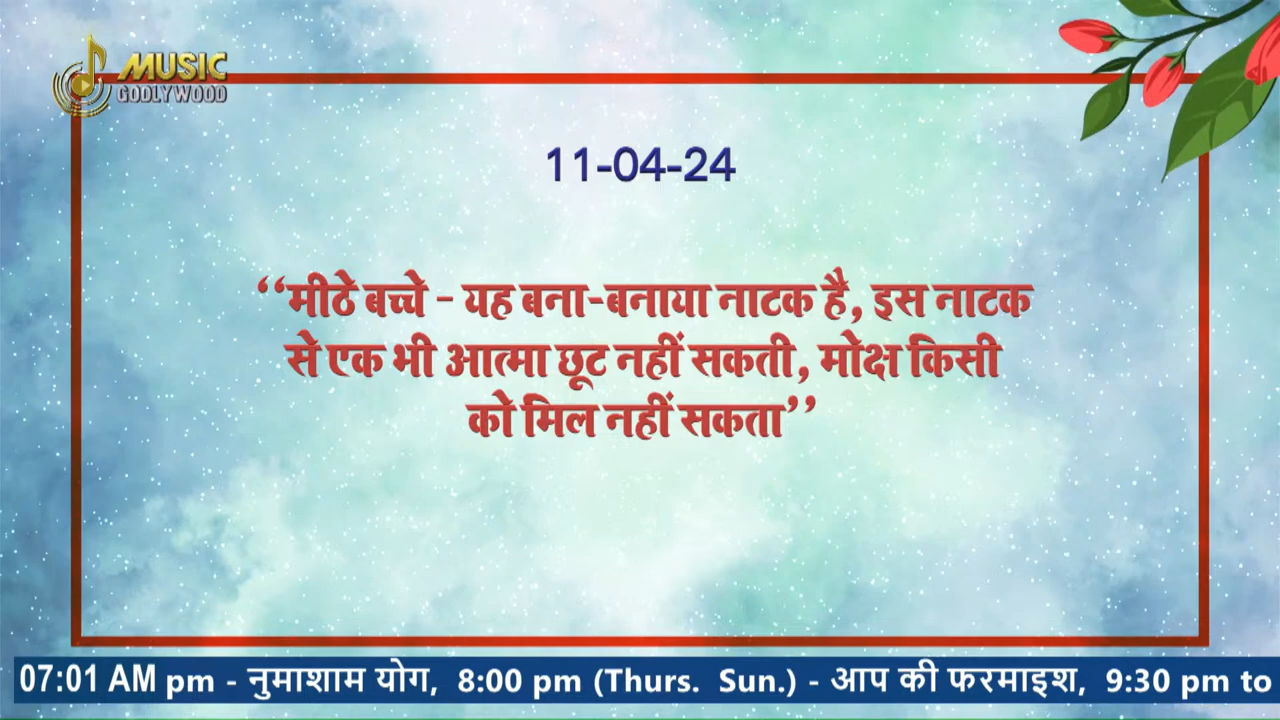 MUSIC
GODLYWOOD
11-04-24
‘‘मीठे बच्चे - यह बना-बनाया नाटक है, इस नाटक
से एक भी आत्मा छूट नहीं सकती, मोक्ष किसी
को मिल नहीं सकता’’
07:01 AM pm - नुमाशाम योग, 8:00 pm (Thurs. Sun.) - आप की फरमाइश, 9:30 pm to